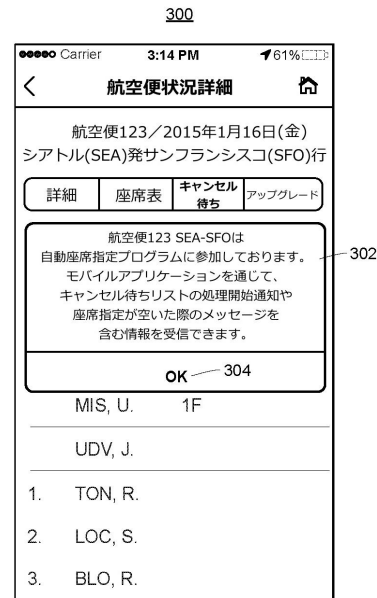 300
Carrier 3:14 PM 61%
航空便状況詳細
航空便123／2015年1月16日(金)
シアトル(SEA)発サンフランシスコ(SFO)行
詳細 座席表 キャンセル待ち アップグレード
航空便123 SEA-SFOは
自動座席指定プログラムに参加しております。 302
モバイルアプリケーションを通じて、
キャンセル待ちリストの処理開始通知や
座席指定が空いた際のメッセージを
含む情報を受信できます。
OK 304
MIS, U. 1F
UDV, J.
1. TON, R.
2. LOC, S.
3. BLO, R.